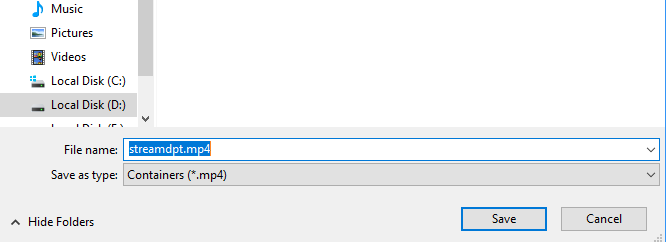 Music
Pictures
Videos
Local Disk (C:)
Local Disk (D:)
File name: streamdpt.mp4
Save as type: Containers (*.mp4)
Hide Folders
Save
Cancel